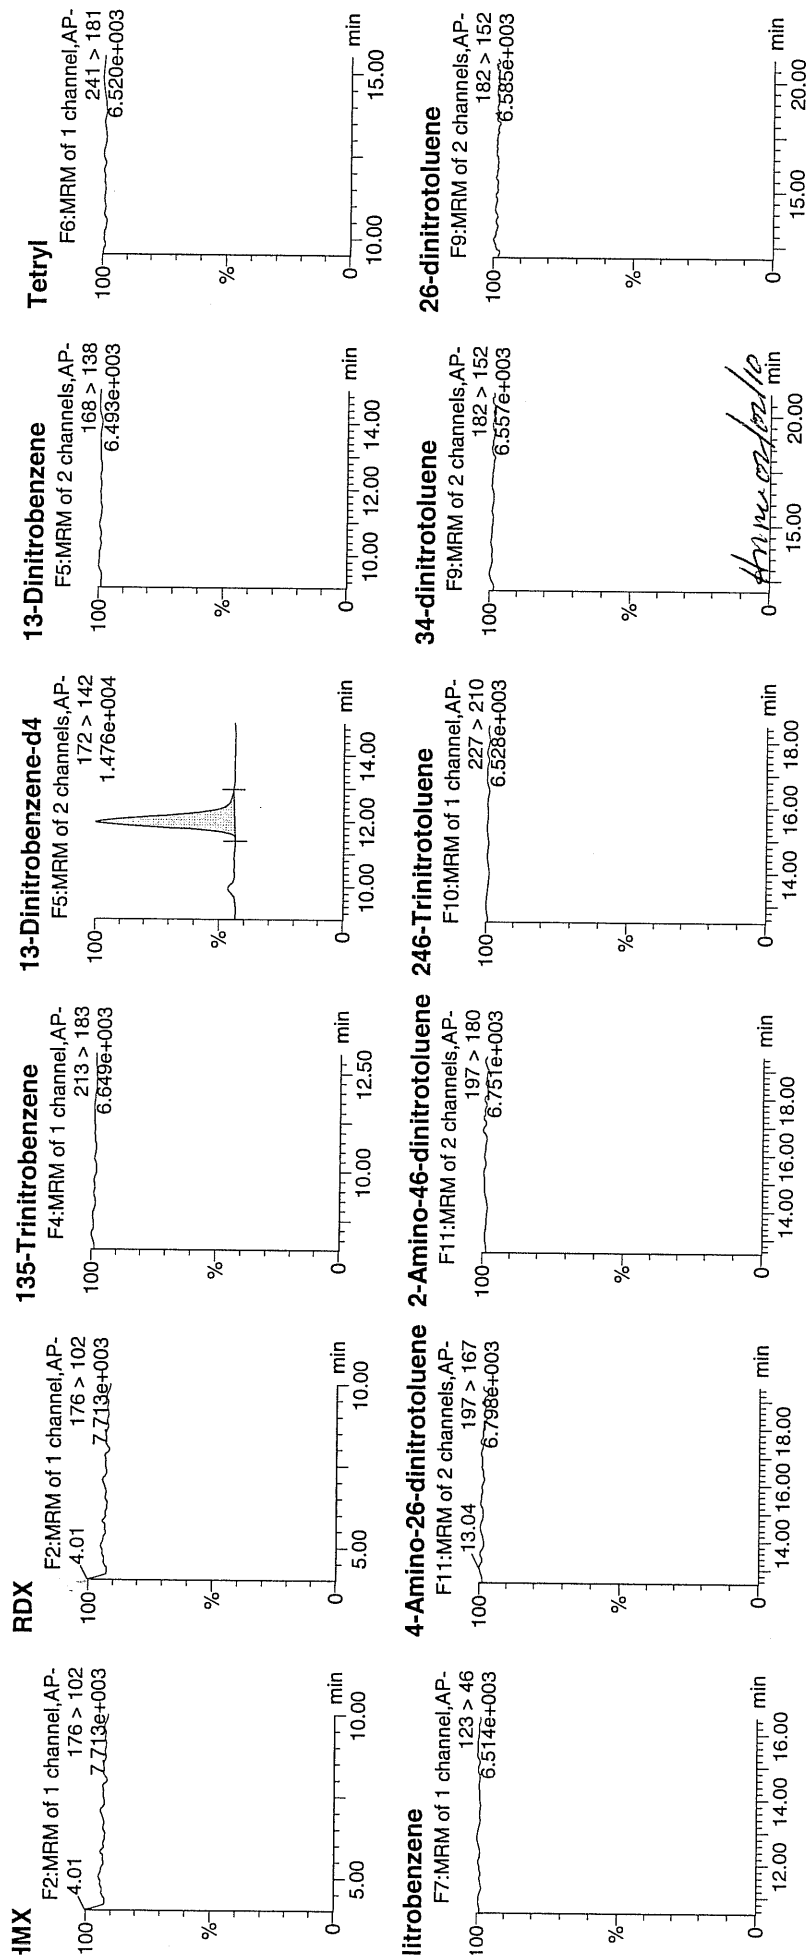 HMX
F2:MRM of 1 channel,AP-
176 > 102
7.713e+003
4.01
100
%
0
5.00
10.00
min
RDX
F2:MRM of 1 channel,AP-
176 > 102
7.713e+003
4.01
100
%
0
5.00
10.00
min
135-Trinitrobenzene
F4:MRM of 1 channel,AP-
213 > 183
6.649e+003
100
%
0
10.00
12.50
min
13-Dinitrobenzene-d4
F5:MRM of 2 channels,AP-
172 > 142
1.476e+004
100
%
0
10.00
12.00
14.00
min
13-Dinitrobenzene
F5:MRM of 2 channels,AP-
168 > 138
6.493e+003
100
%
0
10.00
12.00
14.00
min
Tetryl
F6:MRM of 1 channel,AP-
241 > 181
6.520e+003
100
%
0
10.00
15.00
min
litrobenzene
F7:MRM of 1 channel,AP-
123 > 46
6.514e+003
100
%
0
12.00
14.00
16.00
min
4-Amino-26-dinitrotoluene
F11:MRM of 2 channels,AP-
197 > 167
6.798e+003
13.04
100
%
0
14.00
16.00
18.00
min
2-Amino-46-dinitrotoluene
F11:MRM of 2 channels,AP-
197 > 180
6.751e+003
100
%
0
14.00
16.00
18.00
min
246-Trinitrotoluene
F10:MRM of 1 channel,AP-
227 > 210
6.528e+003
100
%
0
14.00
16.00
18.00
min
34-dinitrotoluene
F9:MRM of 2 channels,AP-
182 > 152
6.557e+003
100
%
0
15.00
20.00
min
02/02/10
26-dinitrotoluene
F9:MRM of 2 channels,AP-
182 > 152
6.585e+003
100
%
0
15.00
20.00
min